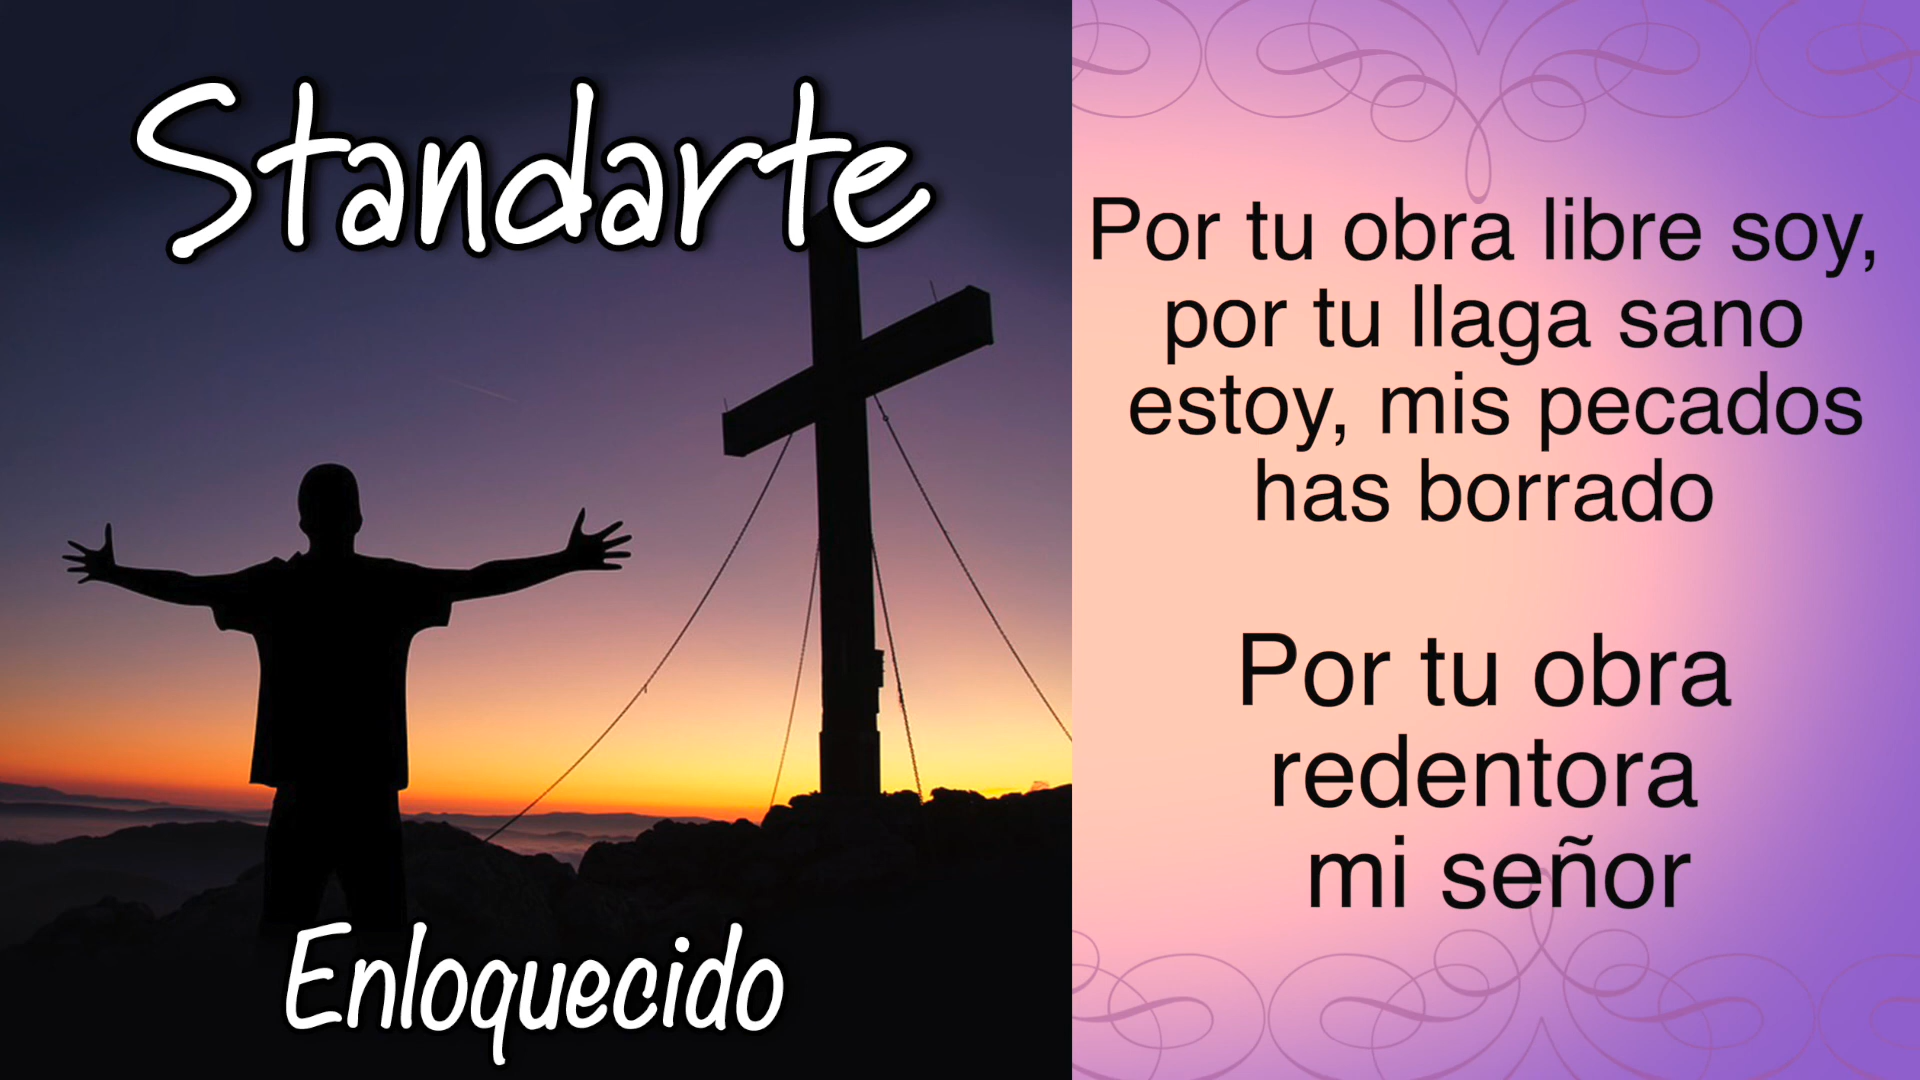 Standarte
Enloquecido
Por tu obra libre soy,
por tu llaga sano
estoy, mis pecados
has borrado
Por tu obra
redentora
mi señor